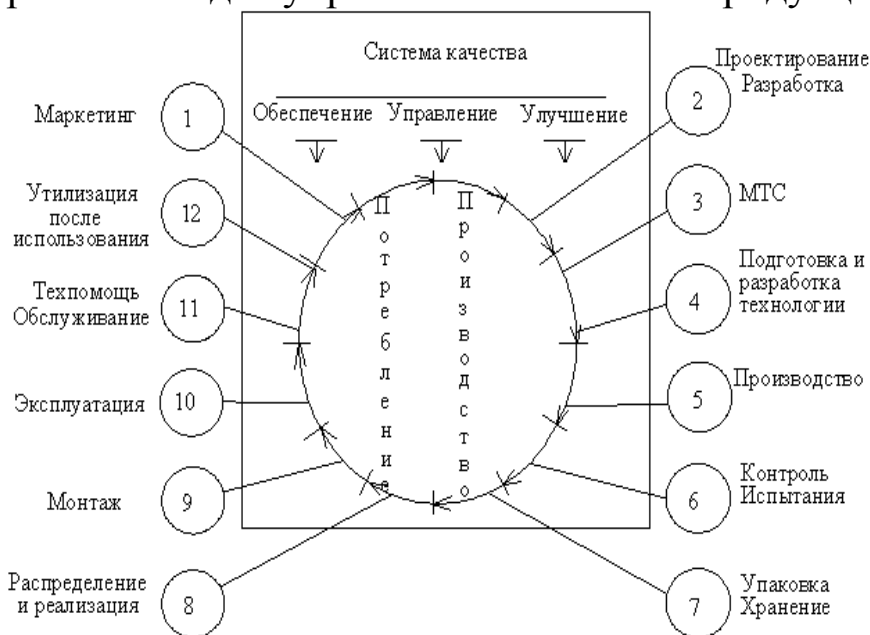 Система качества
Обеспечение Управление Улучшение
Маркетинг
1
Проектирование
Разработка
2
МТС
3
Подготовка и
разработка
технологии
4
Производство
5
Контроль
Испытания
6
Упаковка
Хранение
7
Распределение
и реализация
8
Монтаж
9
Эксплуатация
10
Техпомощь
Обслуживание
11
Утилизация
после
использования
12
Потребление
Производство